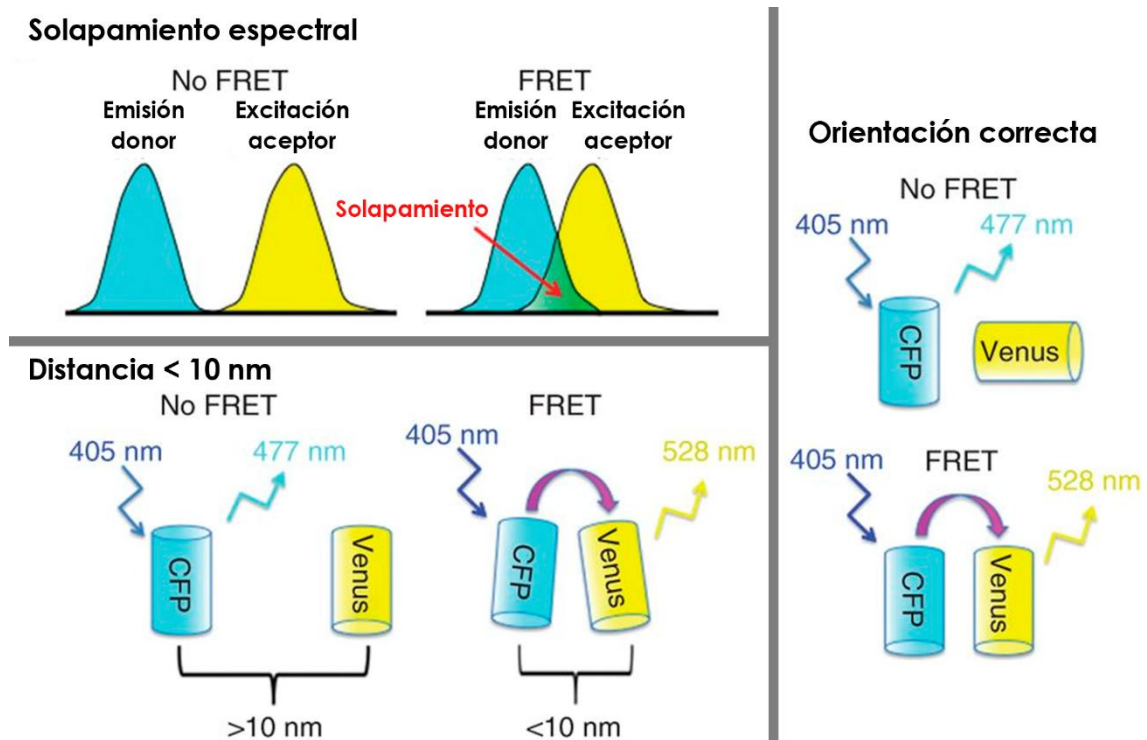 Solapamiento espectral
No FRET
Emisión
donor
Excitación
aceptor
FRET
Emisión
donor
Excitación
aceptor
Solapamiento
Distancia < 10 nm
No FRET
405 nm
477 nm
CFP
Venus
>10 nm
FRET
405 nm
528 nm
CFP
Venus
<10 nm
Orientación correcta
No FRET
405 nm
477 nm
CFP
Venus
405 nm
FRET
528 nm
CFP
Venus